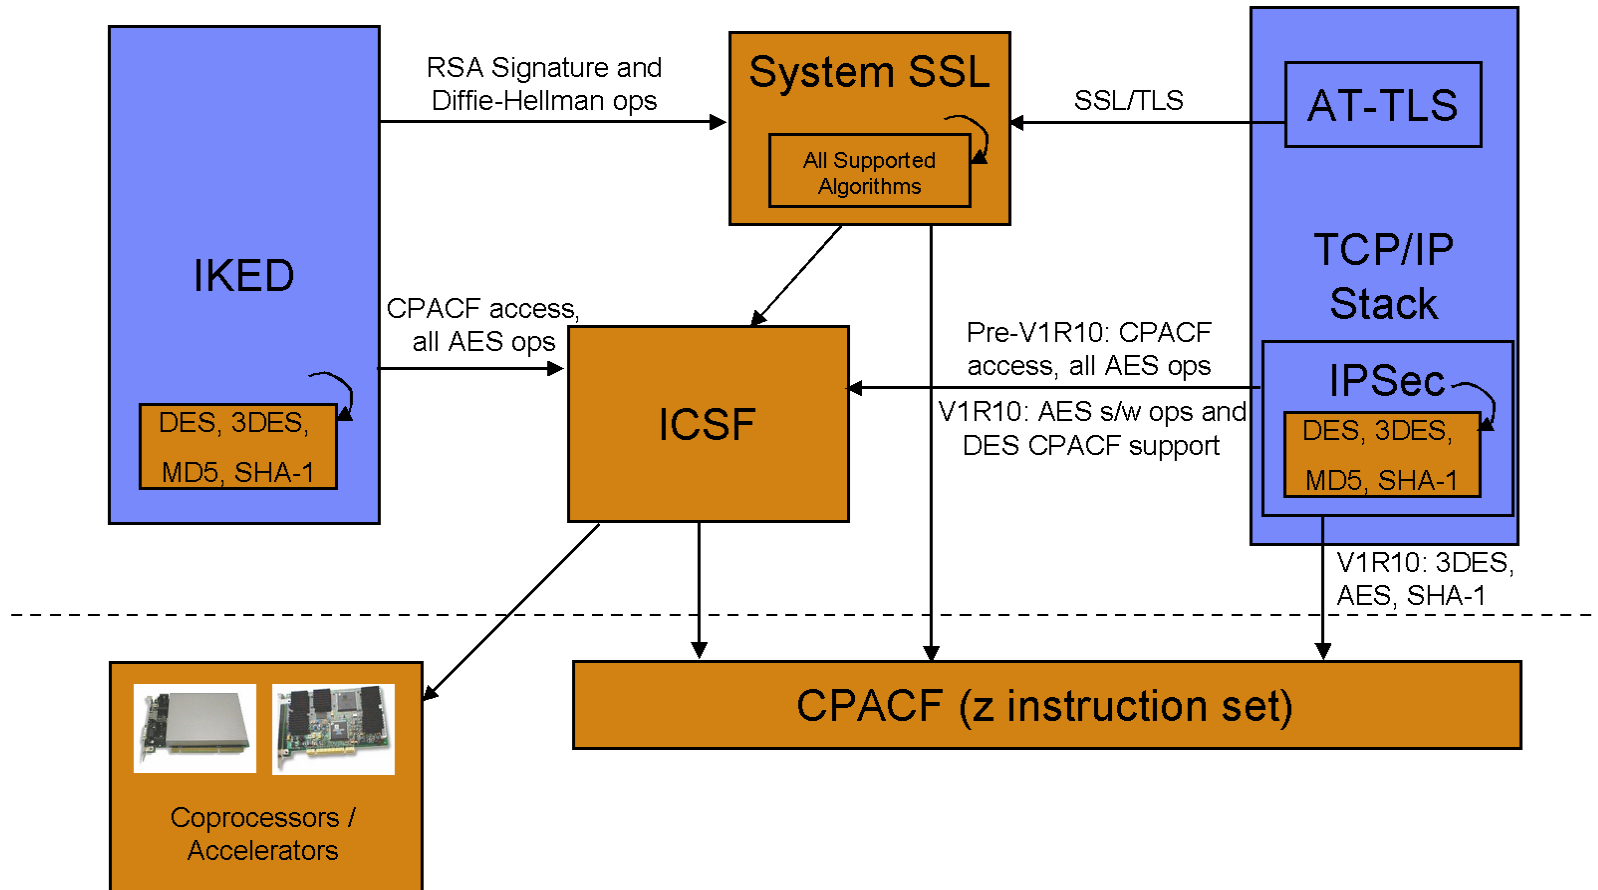 RSA Signature and
Diffie-Hellman ops
System SSL
All Supported
Algorithms
SSL/TLS
AT-TLS
IKED
TCP/IP
Stack
CPACF access,
all AES ops
ICSF
Pre-V1R10: CPACF
access, all AES ops
V1R10: AES s/w ops and
DES CPACF support
IPSec
DES, 3DES,
MD5, SHA-1
DES, 3DES,
MD5, SHA-1
V1R10: 3DES,
AES, SHA-1
CPACF (z instruction set)
Coprocessors /
Accelerators